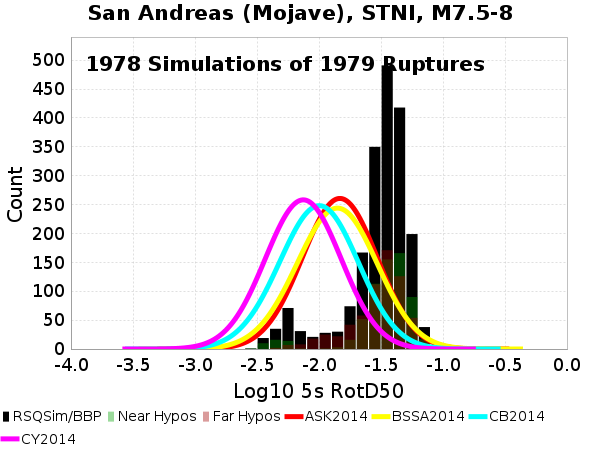 San Andreas (Mojave), STNI, M7.5-8
1978 Simulations of 1979 Ruptures
Count
500
450
400
350
300
250
200
150
100
50
0
-4.0 -3.5 -3.0 -2.5 -2.0 -1.5 -1.0 -0.5 0.0
Log10 5s RotD50
RSQSim/BBP Near Hypos Far Hypos ASK2014 BSSA2014 CB2014
CY2014